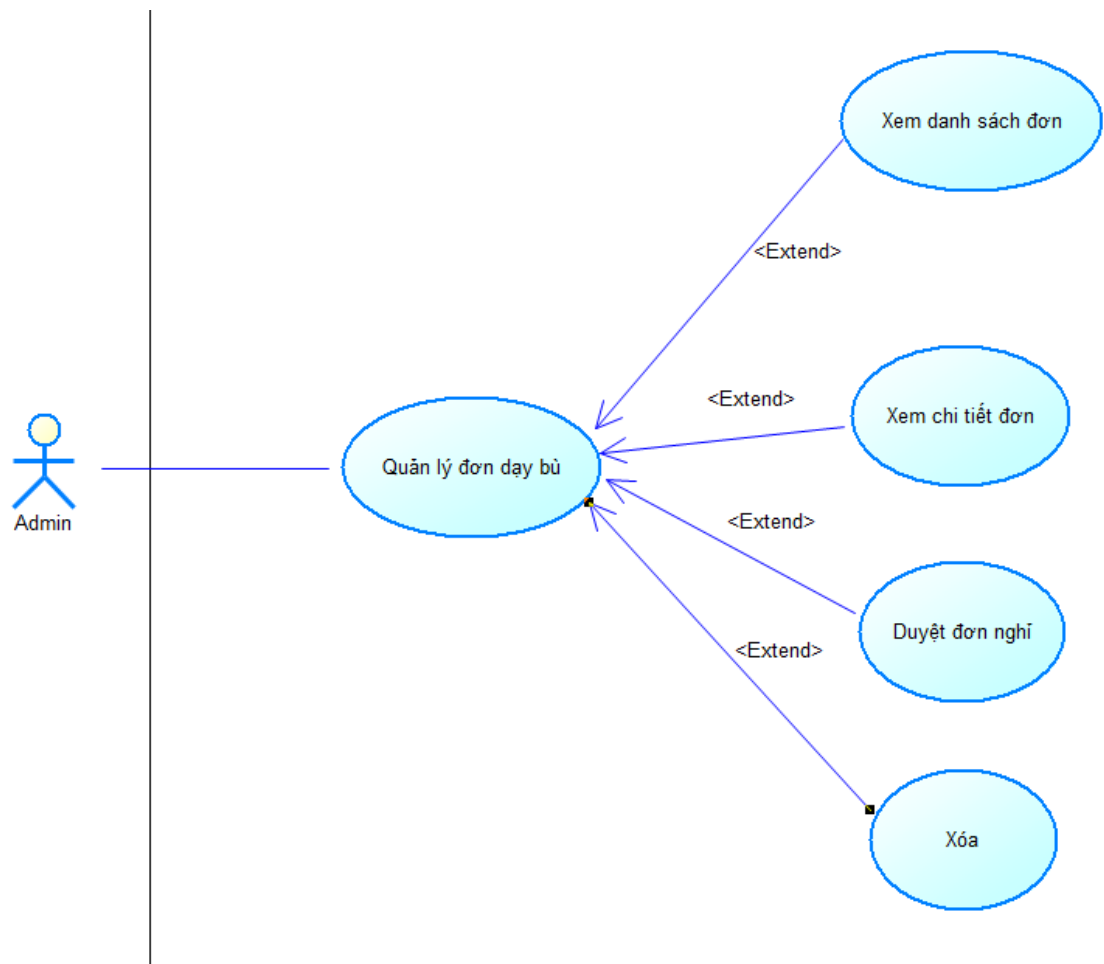 Xem danh sách đơn
<Extend>
<Extend>
Xem chi tiết đơn
Quản lý đơn dạy bù
Admin
<Extend>
Duyệt đơn nghỉ
<Extend>
Xóa